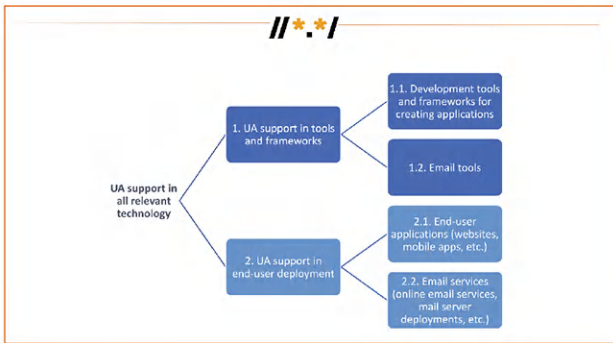 //*.*/
1.1. Development tools
and frameworks for
creating applications
1. UA support in tools
and frameworks
1.2. Email tools
UA support in
all relevant
technology
2.1. End-user
applications (websites,
mobile apps, etc.)
2. UA support in
end-user deployment
2.2. Email services
(online email services,
mail server
deployments, etc.)